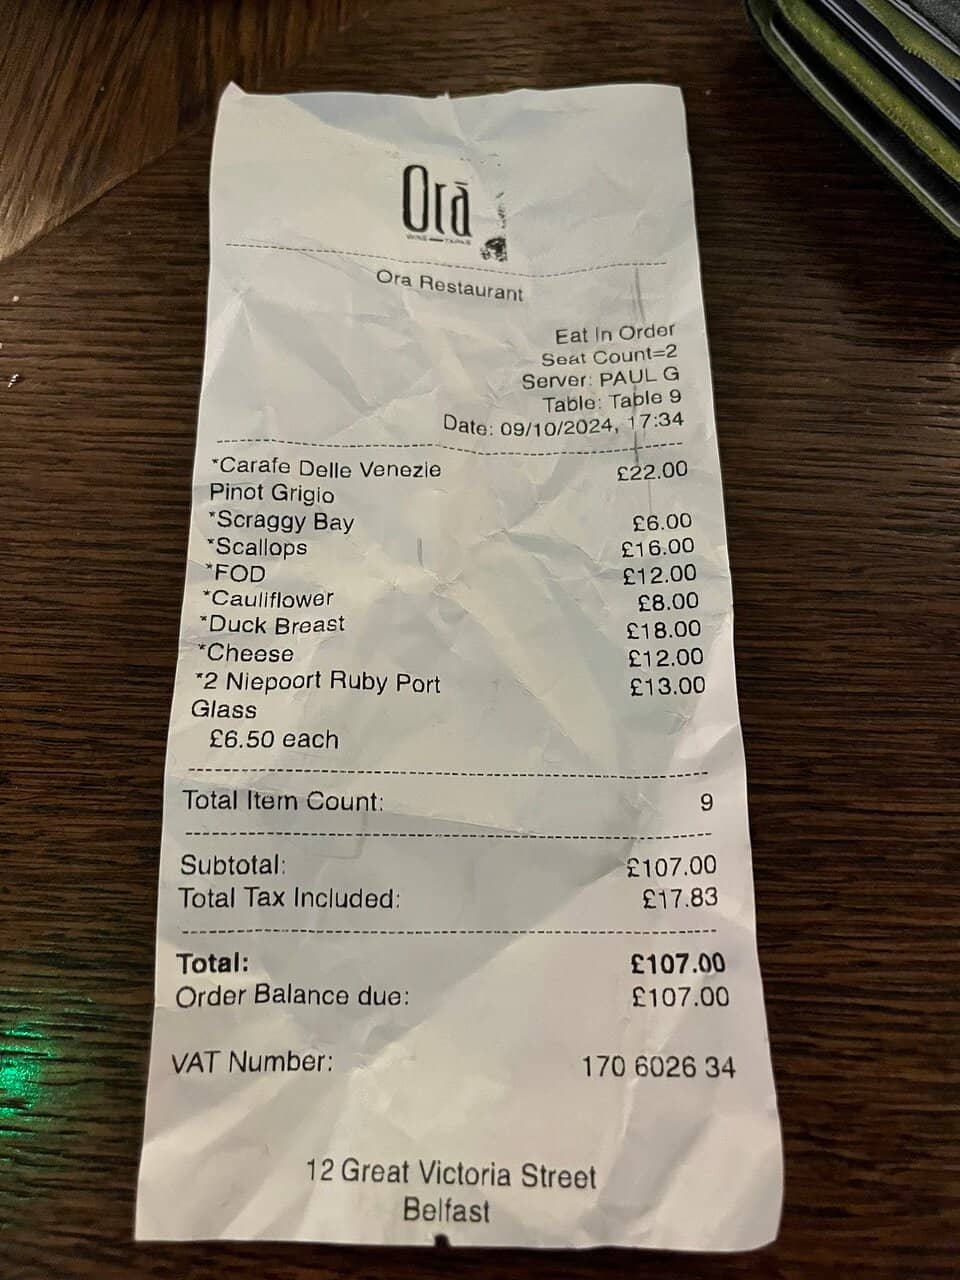 Orā
WINE TAPAS
Ora Restaurant
Eat In Order
Seat Count=2
Server: PAUL G
Table: Table 9
Date: 09/10/2024, 17:34
*Carafe Delle Venezie £22.00
Pinot Grigio
*Scraggy Bay £6.00
*Scallops £16.00
*FOD £12.00
*Cauliflower £8.00
*Duck Breast £18.00
*Cheese £12.00
*2 Niepoort Ruby Port £13.00
Glass
£6.50 each
Total Item Count: 9
Subtotal: £107.00
Total Tax Included: £17.83
Total: £107.00
Order Balance due: £107.00
VAT Number: 170 6026 34
12 Great Victoria Street
Belfast